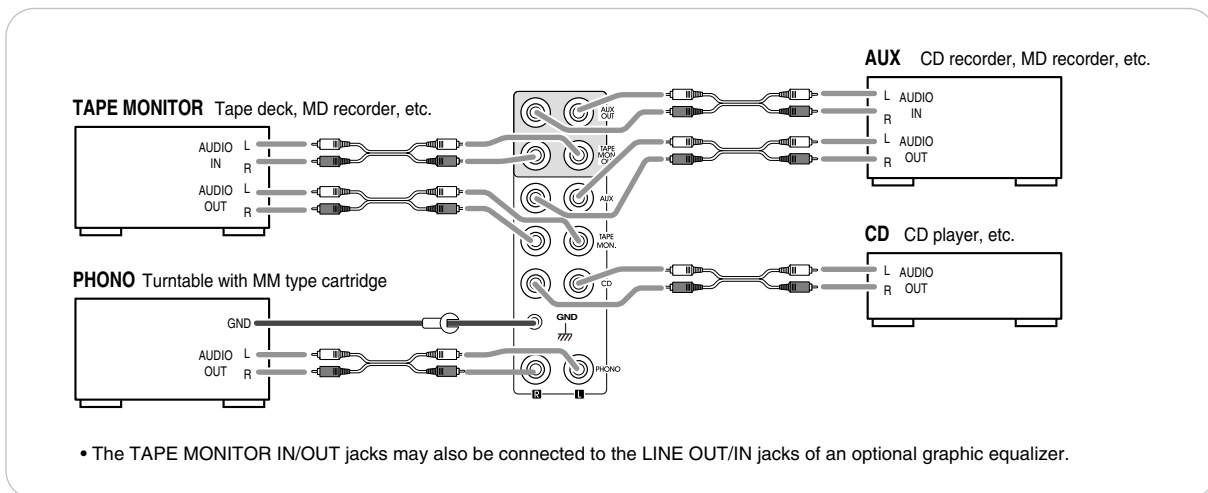 TAPE MONITOR Tape deck, MD recorder, etc.
AUDIO IN L R
AUDIO OUT L R
PHONO Turntable with MM type cartridge
GND
AUDIO OUT L R
AUX OUT
TAPE MON. OUT
AUX
TAPE MON.
CD
GND
PHONO
R L
AUX CD recorder, MD recorder, etc.
L R AUDIO IN
L R AUDIO OUT
CD CD player, etc.
L R AUDIO OUT
• The TAPE MONITOR IN/OUT jacks may also be connected to the LINE OUT/IN jacks of an optional graphic equalizer.